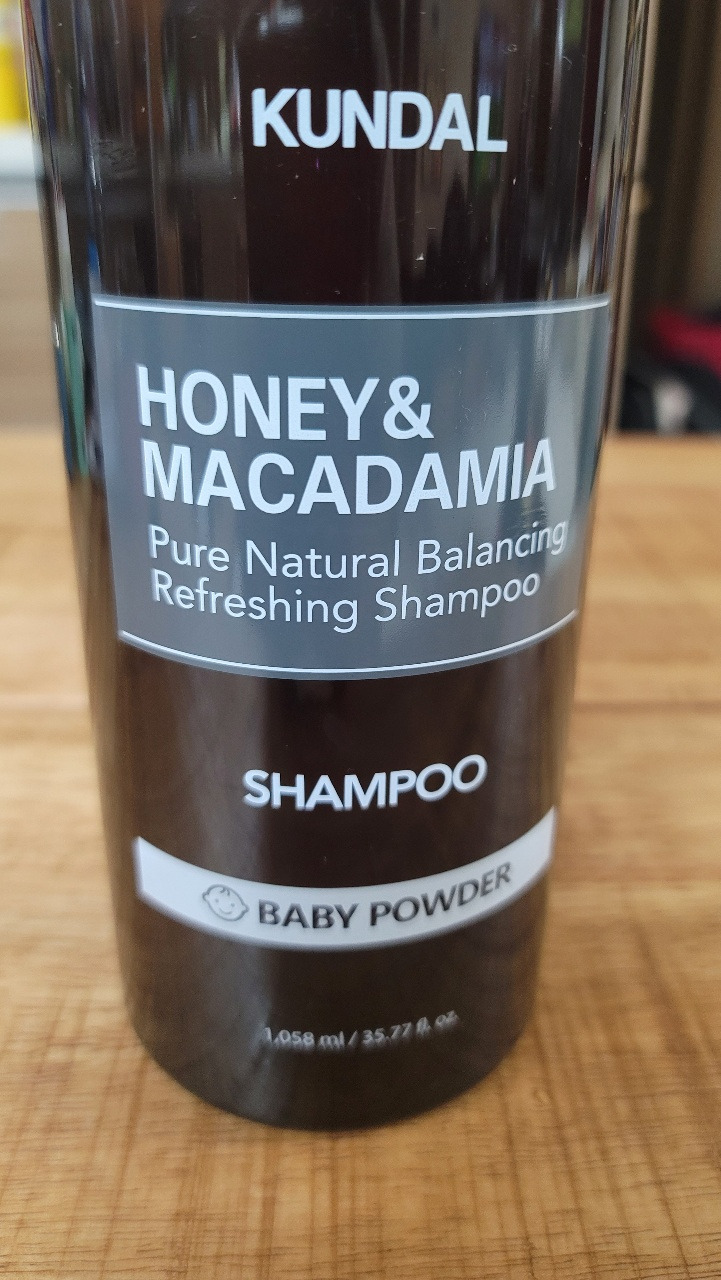 KUNDAL
HONEY&
MACADAMIA
Pure Natural Balancing
Refreshing Shampoo
SHAMPOO
BABY POWDER
1,058 ml / 35.77 fl. oz.